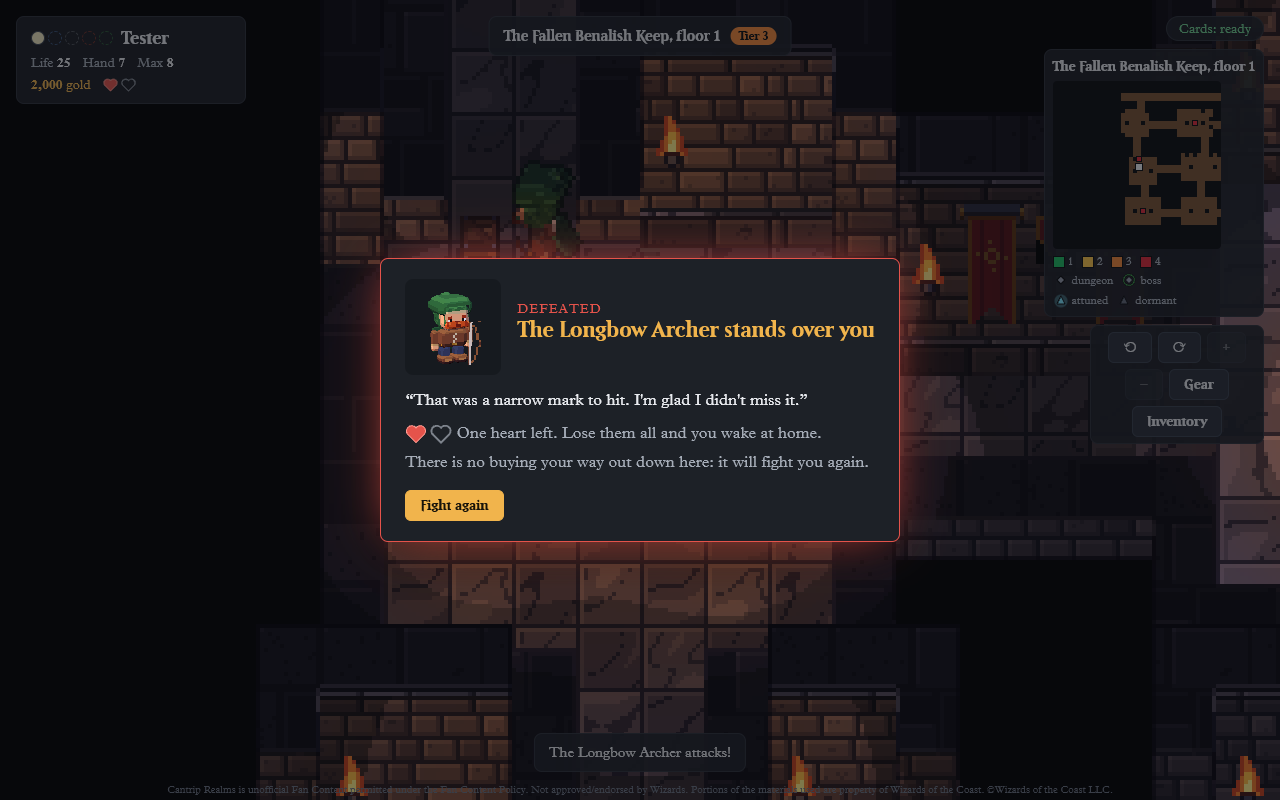 Tester
Life 25 Hand 7 Max 8
2,000 gold
The Fallen Benalish Keep, floor 1 Tier 3
Cards: ready
The Fallen Benalish Keep, floor 1
1 2 3 4
dungeon boss
attuned dormant
+
− Gear
Inventory
DEFEATED
The Longbow Archer stands over you
“That was a narrow mark to hit. I'm glad I didn't miss it.”
One heart left. Lose them all and you wake at home.
There is no buying your way out down here: it will fight you again.
Fight again
The Longbow Archer attacks!
Cantrip Realms is unofficial Fan Content permitted under the Fan Content Policy. Not approved/endorsed by Wizards. Portions of the materials used are property of Wizards of the Coast. ©Wizards of the Coast LLC.